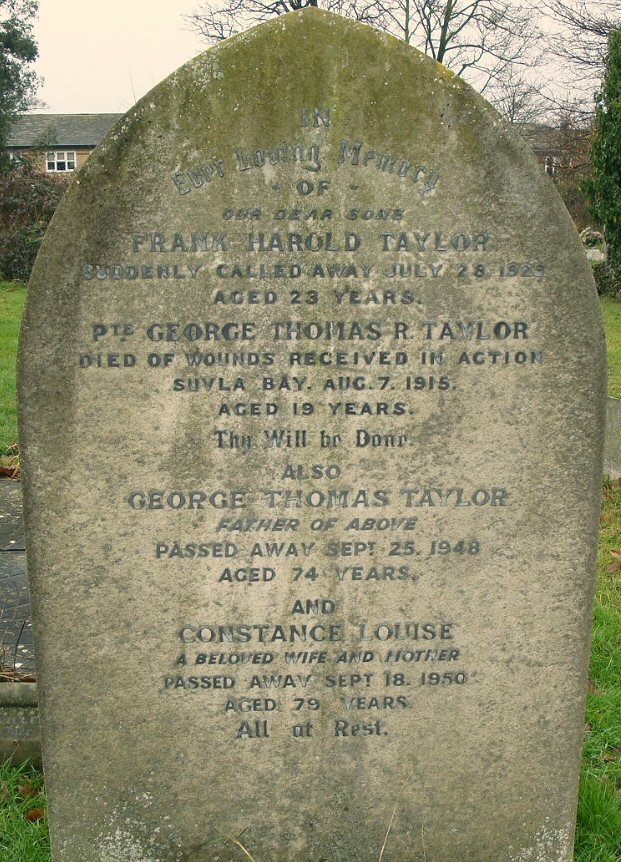 IN
Ever Loving Memory
OF
OUR DEAR SONS
FRANK HAROLD TAYLOR
SUDDENLY CALLED AWAY JULY 28 1929
AGED 23 YEARS.
PTE GEORGE THOMAS R. TAYLOR
DIED OF WOUNDS RECEIVED IN ACTION
SUVLA BAY. AUG. 7. 1915.
AGED 19 YEARS.
Thy Will be Done.
ALSO
GEORGE THOMAS TAYLOR
FATHER OF ABOVE
PASSED AWAY SEPT. 25. 1948
AGED 74 YEARS.
AND
CONSTANCE LOUISE
A BELOVED WIFE AND MOTHER
PASSED AWAY SEPT 18. 1950
AGED 79 YEARS.
All at Rest.